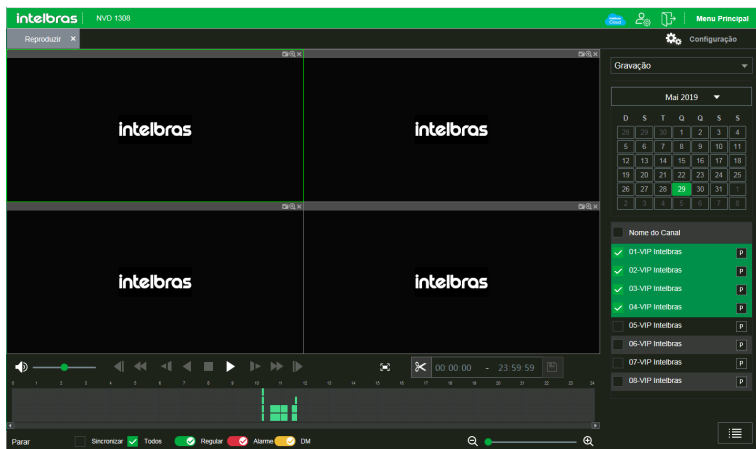 intelbras NVD 1308 Menu Principal
Reproduzir × Configuração
Gravação
Mai 2019
D S T Q Q S S
28 29 30 1 2 3 4
5 6 7 8 9 10 11
12 13 14 15 16 17 18
19 20 21 22 23 24 25
26 27 28 29 30 31 1
2 3 4 5 6 7 8
intelbras intelbras
intelbras intelbras
Nome do Canal
01-VIP Intelbras P
02-VIP Intelbras P
03-VIP Intelbras P
04-VIP Intelbras P
05-VIP Intelbras P
06-VIP Intelbras P
07-VIP Intelbras P
08-VIP Intelbras P
00:00:00 - 23:59:59
0 1 2 3 4 5 6 7 8 9 10 11 12 13 14 15 16 17 18 19 20 21 22 23 24
Parar Sincronizar Todos Regular Alarme DM